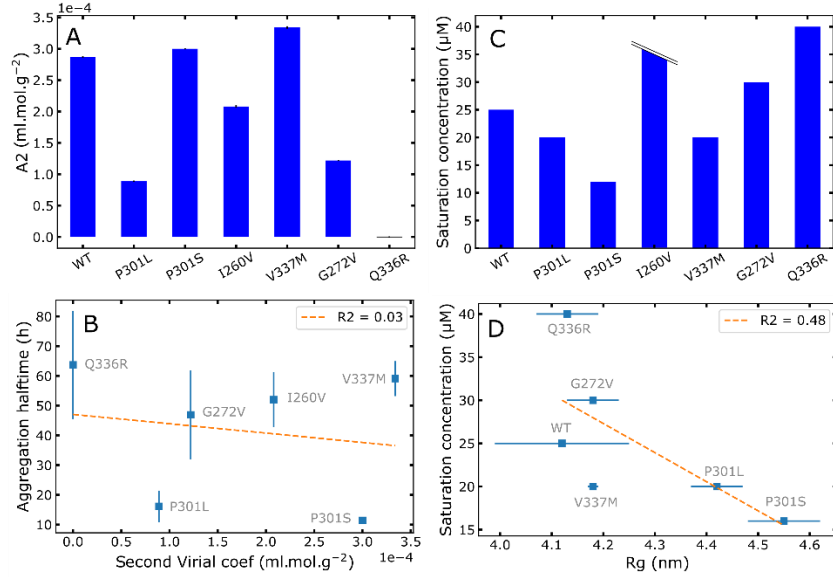 1e−4
A
A2 (ml.mol.g⁻²)
3.5
3.0
2.5
2.0
1.5
1.0
0.5
0.0
WT
P301L
P301S
I260V
V337M
G272V
Q336R
C
Saturation concentration (μM)
40
35
30
25
20
15
10
5
0
WT
P301L
P301S
I260V
V337M
G272V
Q336R
B
R2 = 0.03
Aggregation halftime (h)
80
70
60
50
40
30
20
10
Q336R
V337M
I260V
G272V
P301L
P301S
0.0
0.5
1.0
1.5
2.0
2.5
3.0
3.5
Second Virial coef (ml.mol.g⁻²)
1e−4
D
R2 = 0.48
Saturation concentration (μM)
40
35
30
25
20
15
Q336R
G272V
WT
V337M
P301L
P301S
4.0
4.1
4.2
4.3
4.4
4.5
4.6
Rg (nm)